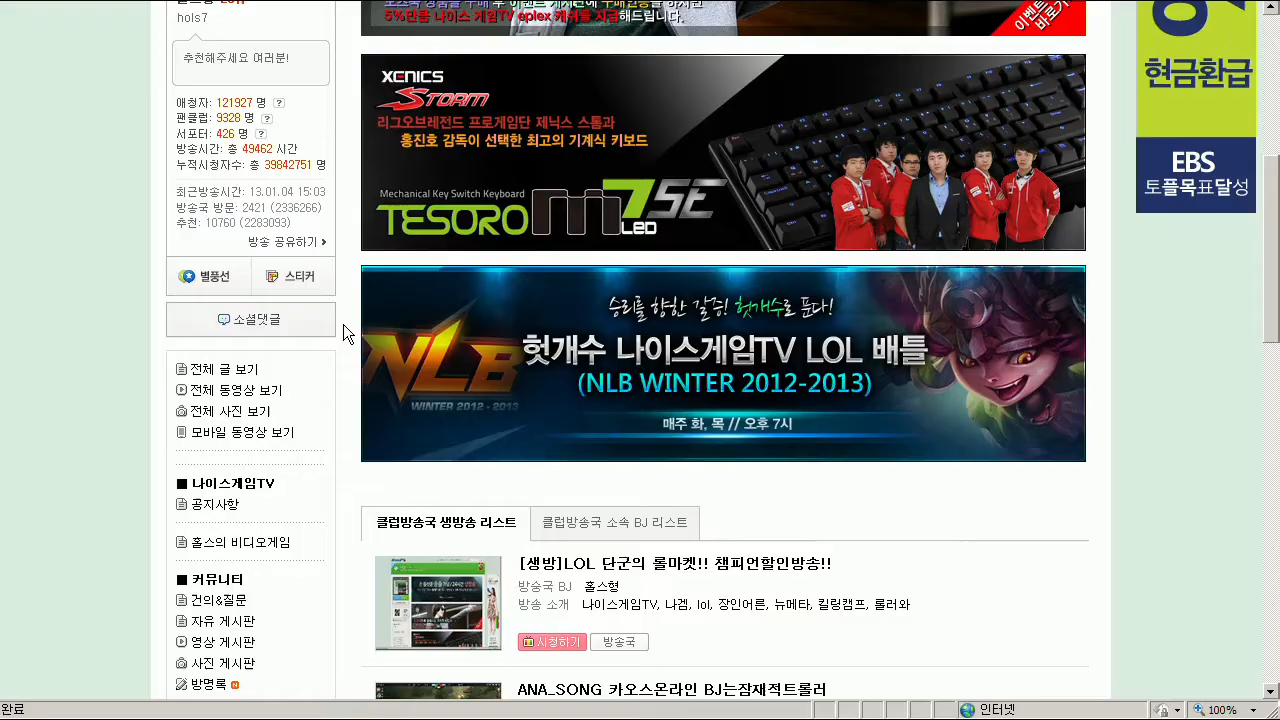 5%만큼 나이스 게임TV eplex 캐쉬를 지급해드립니다.
이벤트
바로가기
추천해주세요 여러분!
애청자: 121927 명 ?
팬클럽: 9328 명 ?
서포터: 426 명 ?
방송시간: 총 49462 시간
누적시청자수: 총 39842751 명
최근방송시간: 13.01.04 15:03
방송국 방문: 2421 (2382566)
추천: 10760 (2283093)
방송 공유하기
별풍선
스티커
소셜댓글
전체 글 보기
전체 동영상 보기
보기
모바일 동영상 보기
■ 나이스게임TV
공지사항
홀스의 비디오게임
■ 커뮤니티
건의&질문
자유 게시판
영상 게시판
사진 게시판
방명록
XENICS
STORM
리그오브레전드 프로게임단 제닉스 스톰과
홍진호 감독이 선택한 최고의 기계식 키보드
Mechanical Key Switch Keyboard
TESORO M7SE
LED
승리를 향한 갈증! 헛개수로 푼다!
NLB
WINTER 2012 - 2013
헛개수 나이스게임TV LOL 배틀
(NLB WINTER 2012-2013)
매주 화, 목 // 오후 7시
클럽방송국 생방송 리스트
클럽방송국 소속 BJ 리스트
[생방]LOL 단군의 롤마켓!! 챔피언할인방송!!
방송국 BJ 홀스형
방송 소개 나이스게임TV, 나겜, lol, 장인어른, 뉴메타, 켠왕, 롤러와
시청하기
방송국
ANA_SONG 카오스온라인 BJ는잠재적트롤러
현금환급
EBS
토플목표달성
완료
인터넷
100%